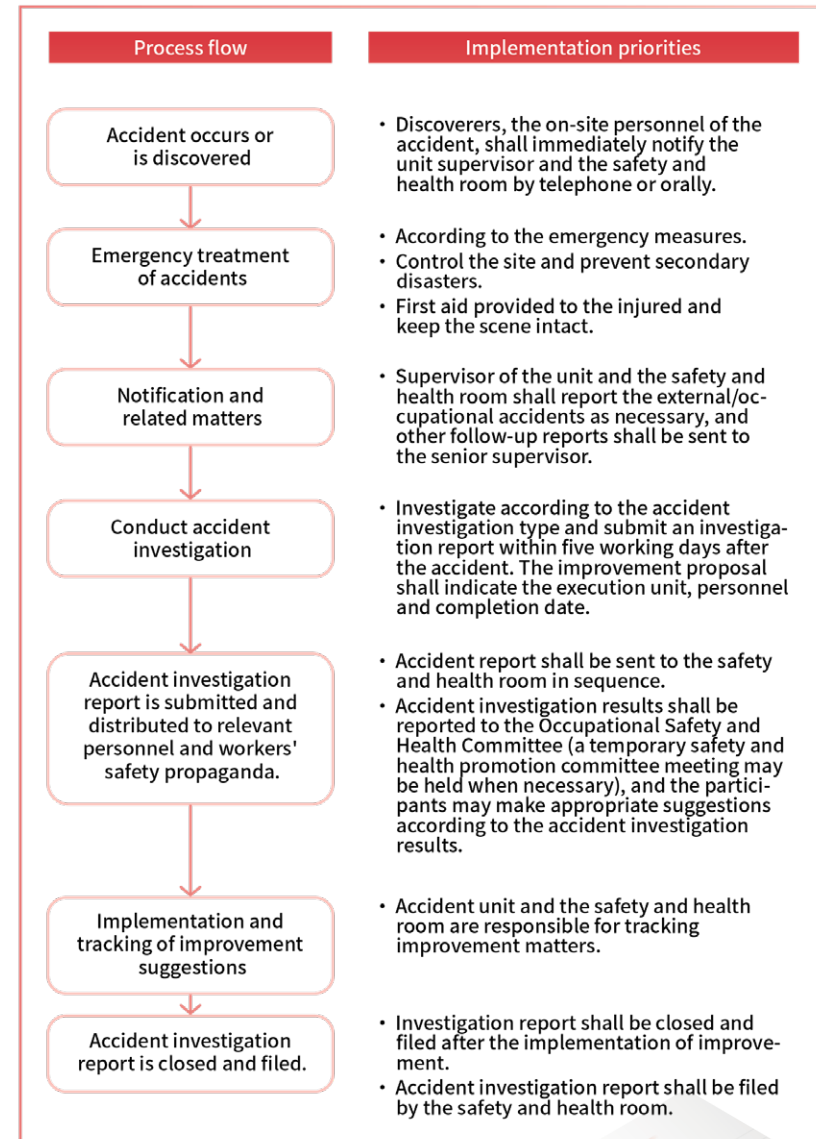 Process flow
Implementation priorities
Accident occurs or
is discovered
• Discoverers, the on-site personnel of the
accident, shall immediately notify the
unit supervisor and the safety and
health room by telephone or orally.
Emergency treatment
of accidents
• According to the emergency measures.
• Control the site and prevent secondary
disasters.
• First aid provided to the injured and
keep the scene intact.
Notification and
related matters
• Supervisor of the unit and the safety and
health room shall report the external/oc-
cupational accidents as necessary, and
other follow-up reports shall be sent to
the senior supervisor.
Conduct accident
investigation
• Investigate according to the accident
investigation type and submit an investiga-
tion report within five working days after
the accident. The improvement proposal
shall indicate the execution unit, personnel
and completion date.
Accident investigation
report is submitted and
distributed to relevant
personnel and workers'
safety propaganda.
• Accident report shall be sent to the safety
and health room in sequence.
• Accident investigation results shall be
reported to the Occupational Safety and
Health Committee (a temporary safety and
health promotion committee meeting may
be held when necessary), and the partici-
pants may make appropriate suggestions
according to the accident investigation
results.
Implementation and
tracking of improvement
suggestions
• Accident unit and the safety and health
room are responsible for tracking
improvement matters.
Accident investigation
report is closed and filed.
• Investigation report shall be closed and
filed after the implementation of improve-
ment.
• Accident investigation report shall be filed
by the safety and health room.